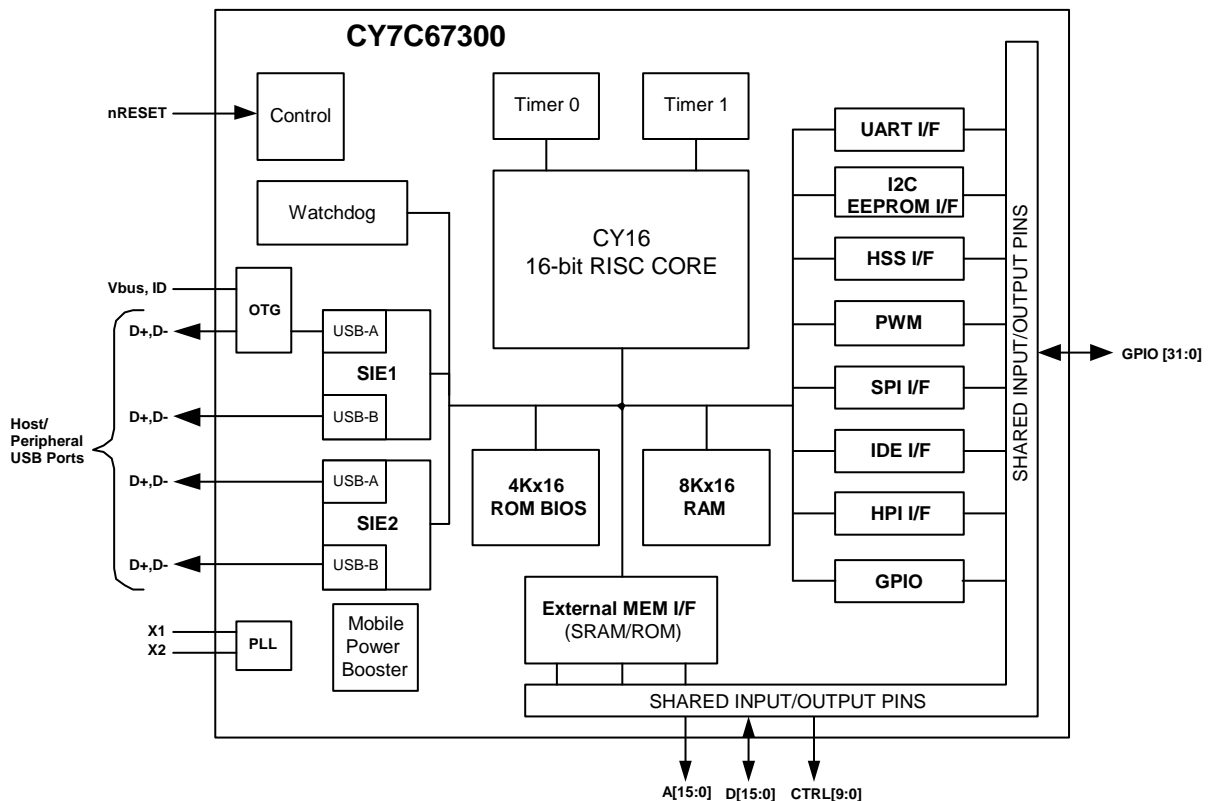 CY7C67300
nRESET
Control
Timer 0
Timer 1
Watchdog
CY16
16-bit RISC CORE
Vbus, ID
OTG
D+,D-
USB-A
SIE1
D+,D-
USB-B
Host/
Peripheral
USB Ports
D+,D-
USB-A
SIE2
D+,D-
USB-B
X1
X2
PLL
Mobile
Power
Booster
4Kx16
ROM BIOS
8Kx16
RAM
External MEM I/F
(SRAM/ROM)
UART I/F
I2C
EEPROM I/F
HSS I/F
PWM
SPI I/F
IDE I/F
HPI I/F
GPIO
SHARED INPUT/OUTPUT PINS
GPIO [31:0]
SHARED INPUT/OUTPUT PINS
A[15:0]
D[15:0]
CTRL[9:0]